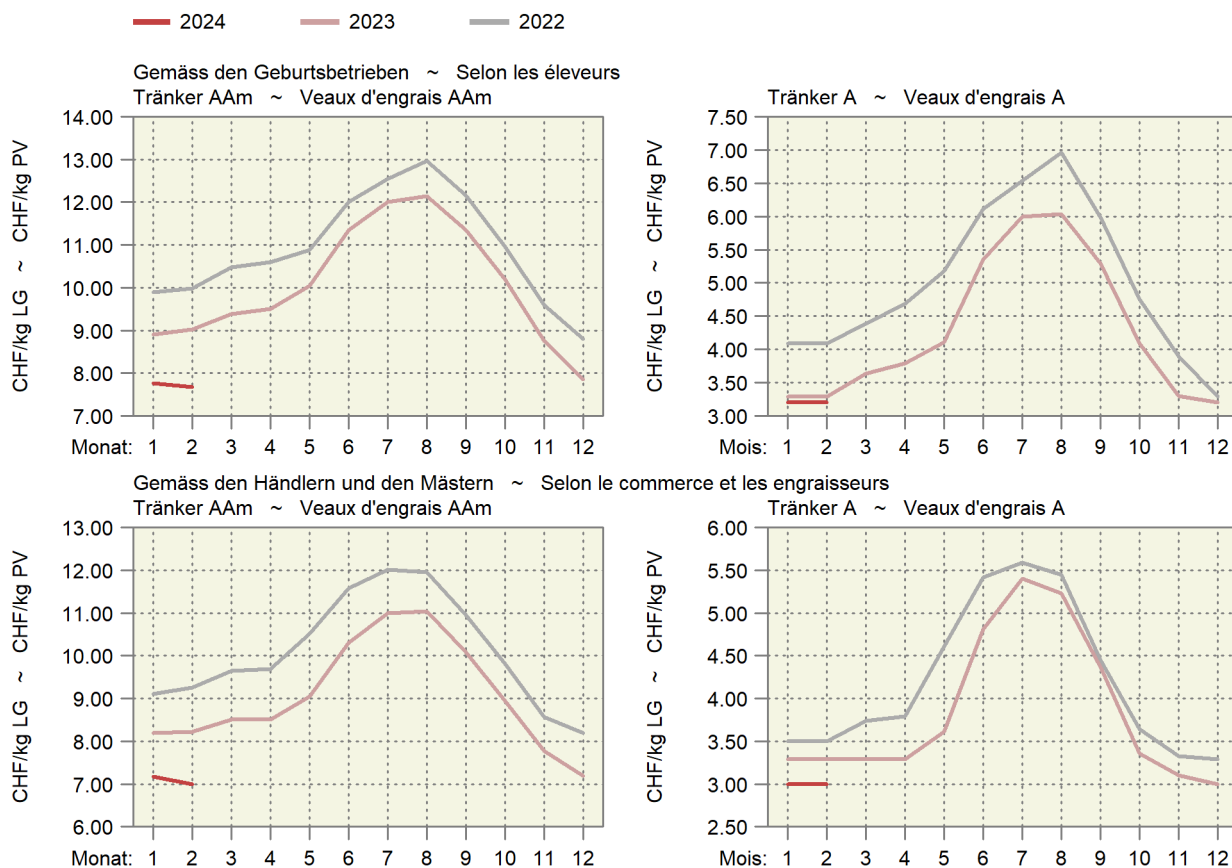 2024 2023 2022
Gemäss den Geburtsbetrieben ~ Selon les éleveurs
Tränker AAm ~ Veaux d'engrais AAm
CHF/kg LG ~ CHF/kg PV
14.00
13.00
12.00
11.00
10.00
9.00
8.00
7.00
Monat: 1 2 3 4 5 6 7 8 9 10 11 12
Tränker A ~ Veaux d'engrais A
CHF/kg LG ~ CHF/kg PV
7.50
7.00
6.50
6.00
5.50
5.00
4.50
4.00
3.50
3.00
Mois: 1 2 3 4 5 6 7 8 9 10 11 12
Gemäss den Händlern und den Mästern ~ Selon le commerce et les engraisseurs
Tränker AAm ~ Veaux d'engrais AAm
CHF/kg LG ~ CHF/kg PV
13.00
12.00
11.00
10.00
9.00
8.00
7.00
6.00
Monat: 1 2 3 4 5 6 7 8 9 10 11 12
Tränker A ~ Veaux d'engrais A
CHF/kg LG ~ CHF/kg PV
6.00
5.50
5.00
4.50
4.00
3.50
3.00
2.50
Mois: 1 2 3 4 5 6 7 8 9 10 11 12